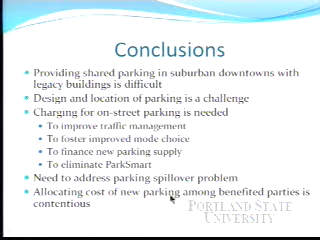 Conclusions
Providing shared parking in suburban downtowns with
legacy buildings is difficult
Design and location of parking is a challenge
Charging for on-street parking is needed
To improve traffic management
To foster improved mode choice
To finance new parking supply
To eliminate ParkSmart
Need to address parking spillover problem
Allocating cost of new parking among benefited parties is
contentious
PORTLAND STATE
UNIVERSITY